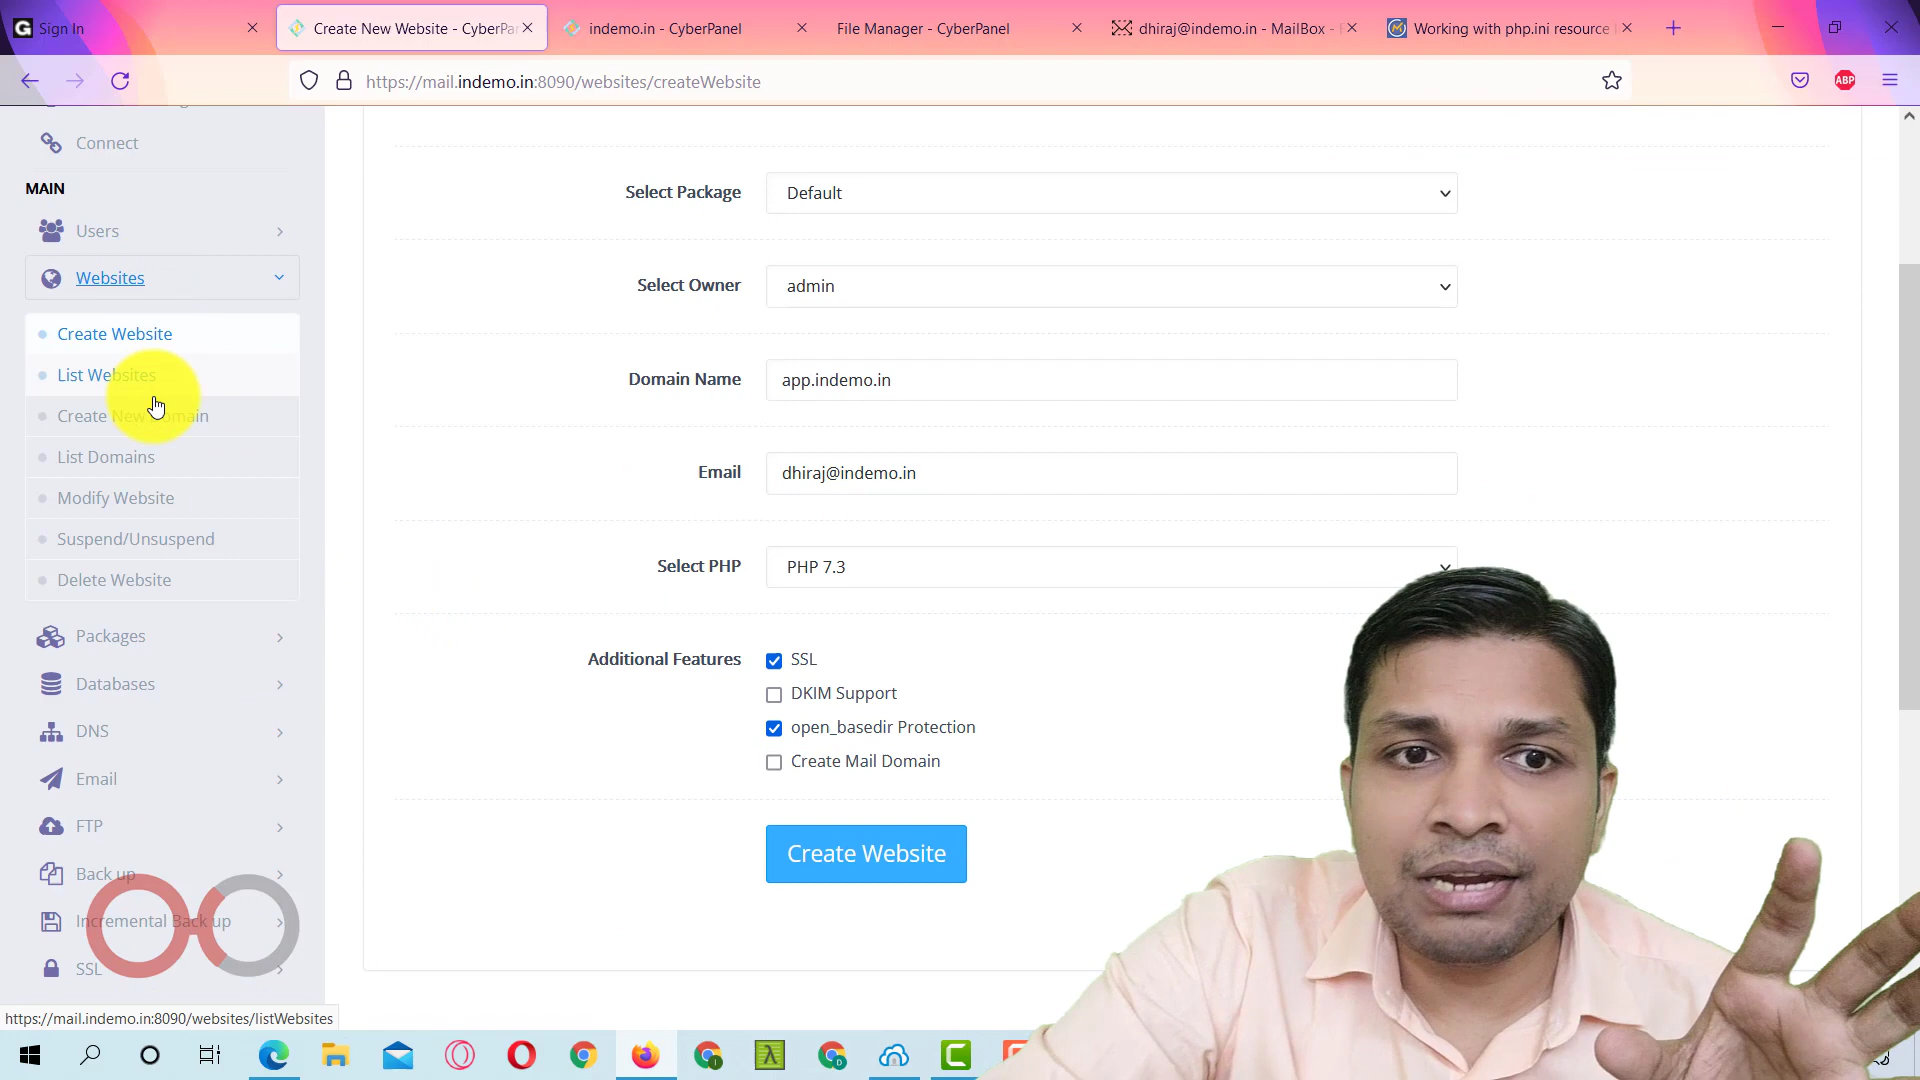 Sign In
Create New Website - CyberPa
indemo.in - CyberPanel
File Manager - CyberPanel
dhiraj@indemo.in - MailBox -
Working with php.ini resource
https://mail.indemo.in:8090/websites/createWebsite
ABP
Connect
MAIN
Users
Websites
Create Website
List Websites
Create New Domain
List Domains
Modify Website
Suspend/Unsuspend
Delete Website
Packages
Databases
DNS
Email
FTP
Back up
Incremental Back up
SSL
Select Package
Default
Select Owner
admin
Domain Name
app.indemo.in
Email
dhiraj@indemo.in
Select PHP
PHP 7.3
Additional Features
SSL
DKIM Support
open_basedir Protection
Create Mail Domain
Create Website
https://mail.indemo.in:8090/websites/listWebsites